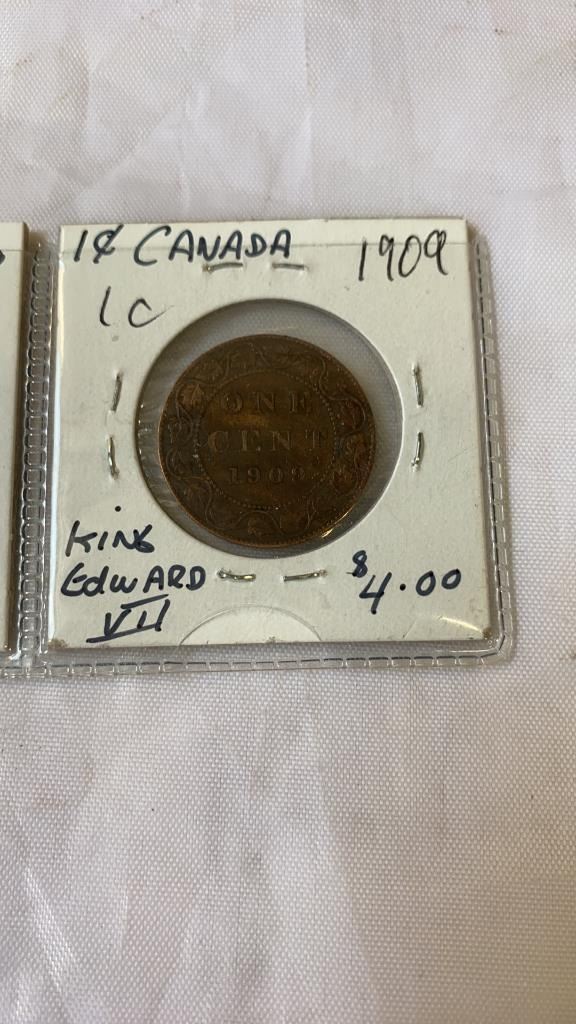 1¢ CANADA 1909
1C
ONE
CENT
1909
KING
EdWARD
VII
$4.00